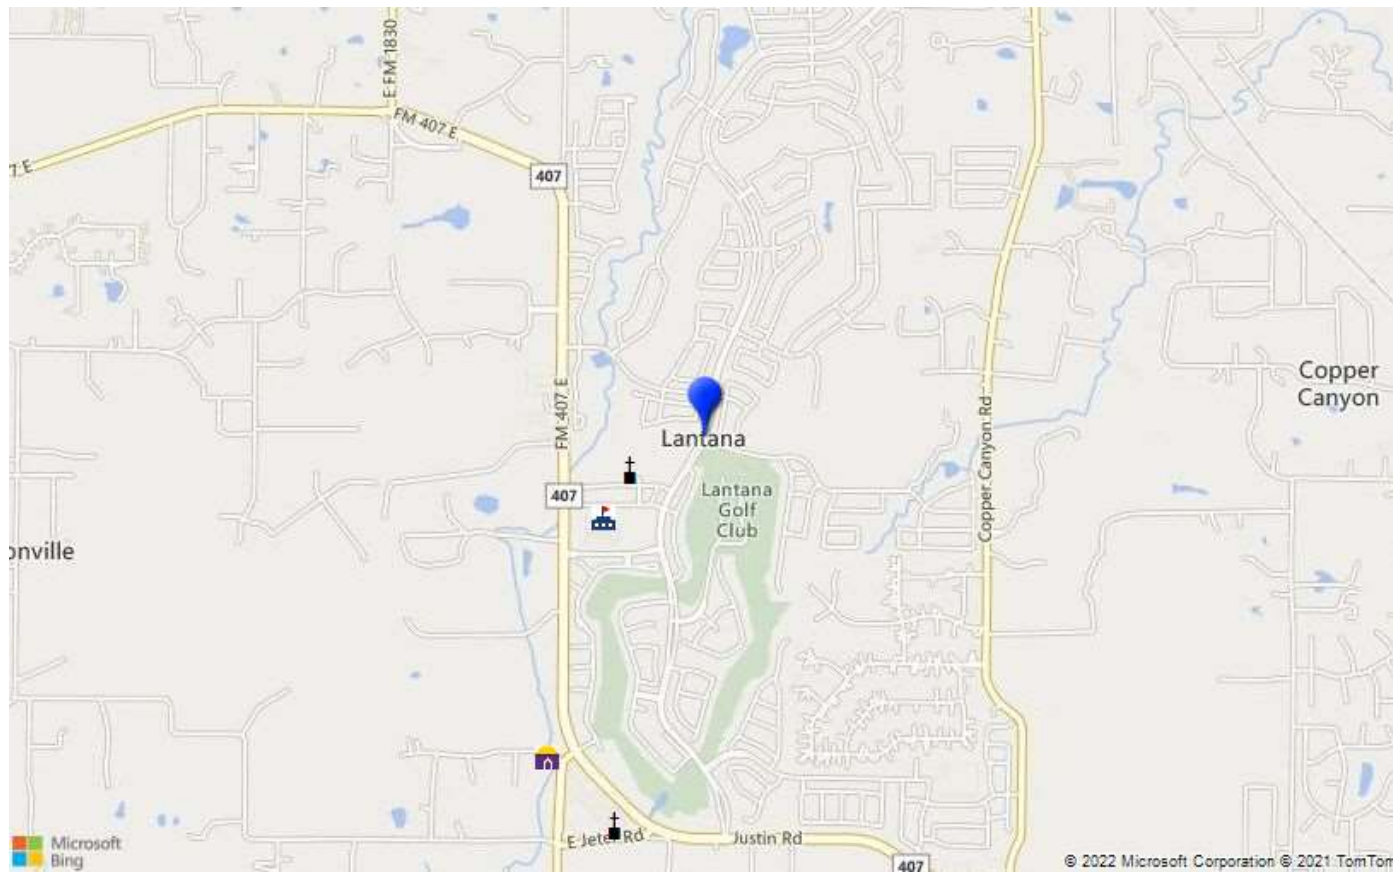 E FM 1830
FM 407 E
7 E
407
Copper
Canyon
FM 407 E
Copper Canyon Rd
Lantana
407
Lantana
Golf
Club
onville
E Jeter Rd
Justin Rd
407
Microsoft
Bing
© 2022 Microsoft Corporation © 2021 TomTom